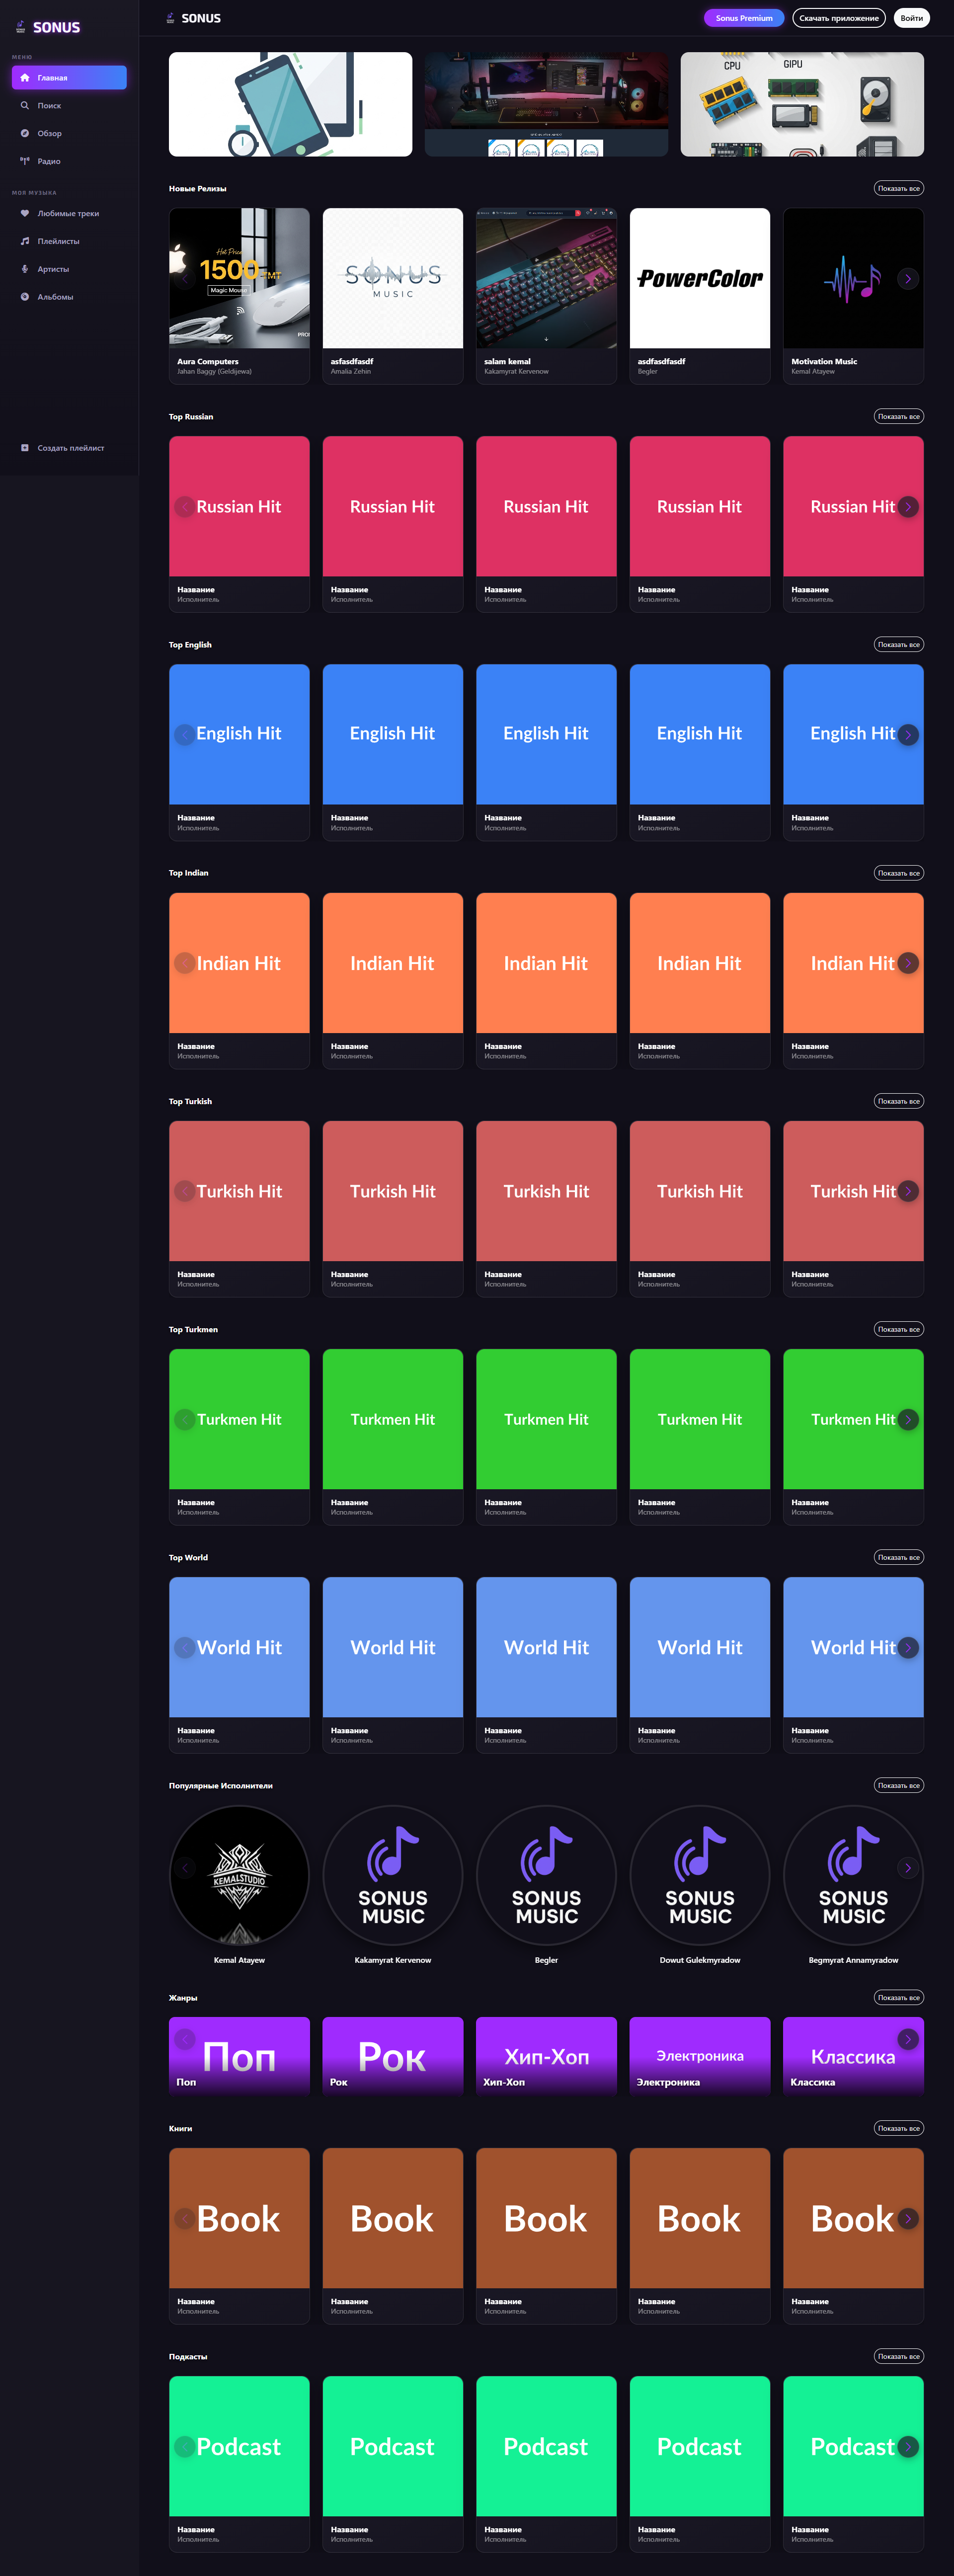 SONUS
МЕНЮ
Главная
Поиск
Обзор
Радио
МОЯ МУЗЫКА
Любимые треки
Плейлисты
Артисты
Альбомы
Создать плейлист
SONUS
Sonus Premium
Скачать приложение
Войти
CPU
GIPU
Новые Релизы
Показать все
Hot Price
1500 TMT
Magic Mouse
SONUS
MUSIC
PowerColor
Aura Computers
Jahan Baggy (Geldijewa)
asfasdfasdf
Amalia Zehin
salam kemal
Kakamyrat Kervenow
asdfasdfasdf
Begler
Motivation Music
Kemal Atayew
Top Russian
Показать все
Russian Hit
Russian Hit
Russian Hit
Russian Hit
Russian Hit
Название
Исполнитель
Название
Исполнитель
Название
Исполнитель
Название
Исполнитель
Название
Исполнитель
Top English
Показать все
English Hit
English Hit
English Hit
English Hit
English Hit
Название
Исполнитель
Название
Исполнитель
Название
Исполнитель
Название
Исполнитель
Название
Исполнитель
Top Indian
Показать все
Indian Hit
Indian Hit
Indian Hit
Indian Hit
Indian Hit
Название
Исполнитель
Название
Исполнитель
Название
Исполнитель
Название
Исполнитель
Название
Исполнитель
Top Turkish
Показать все
Turkish Hit
Turkish Hit
Turkish Hit
Turkish Hit
Turkish Hit
Название
Исполнитель
Название
Исполнитель
Название
Исполнитель
Название
Исполнитель
Название
Исполнитель
Top Turkmen
Показать все
Turkmen Hit
Turkmen Hit
Turkmen Hit
Turkmen Hit
Turkmen Hit
Название
Исполнитель
Название
Исполнитель
Название
Исполнитель
Название
Исполнитель
Название
Исполнитель
Top World
Показать все
World Hit
World Hit
World Hit
World Hit
World Hit
Название
Исполнитель
Название
Исполнитель
Название
Исполнитель
Название
Исполнитель
Название
Исполнитель
Популярные Исполнители
Показать все
KEMALSTUDIO
SONUS
MUSIC
SONUS
MUSIC
SONUS
MUSIC
SONUS
MUSIC
Kemal Atayew
Kakamyrat Kervenow
Begler
Dowut Gulekmyradow
Begmyrat Annamyradow
Жанры
Показать все
Поп
Поп
Рок
Рок
Хип-Хоп
Хип-Хоп
Электроника
Электроника
Классика
Классика
Книги
Показать все
Book
Book
Book
Book
Book
Название
Исполнитель
Название
Исполнитель
Название
Исполнитель
Название
Исполнитель
Название
Исполнитель
Подкасты
Показать все
Podcast
Podcast
Podcast
Podcast
Podcast
Название
Исполнитель
Название
Исполнитель
Название
Исполнитель
Название
Исполнитель
Название
Исполнитель